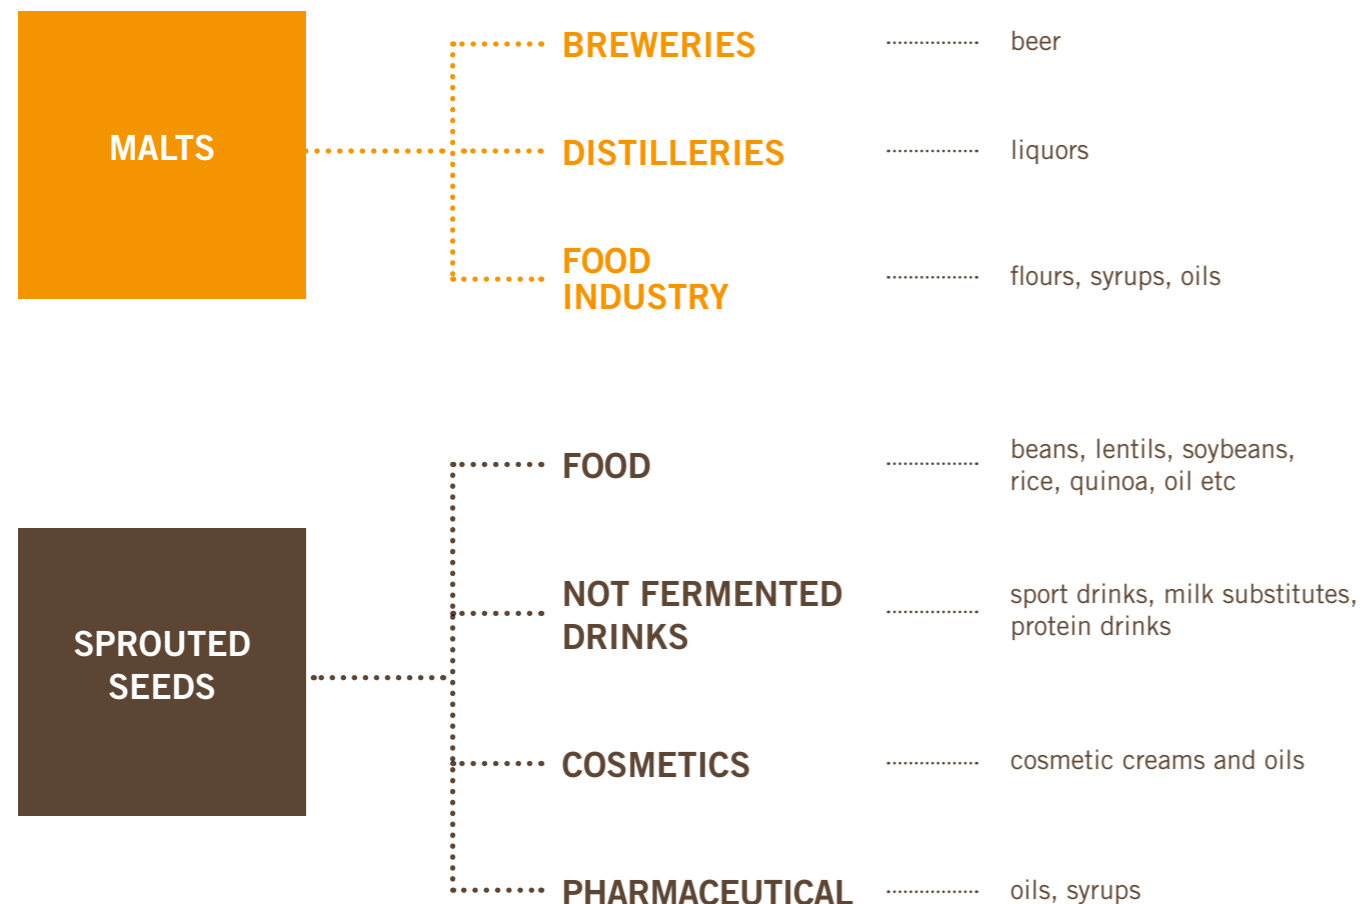 MALTS
BREWERIES
beer
DISTILLERIES
liquors
FOOD
INDUSTRY
flours, syrups, oils
SPROUTED
SEEDS
FOOD
beans, lentils, soybeans,
rice, quinoa, oil etc
NOT FERMENTED
DRINKS
sport drinks, milk substitutes,
protein drinks
COSMETICS
cosmetic creams and oils
PHARMACEUTICAL
oils, syrups